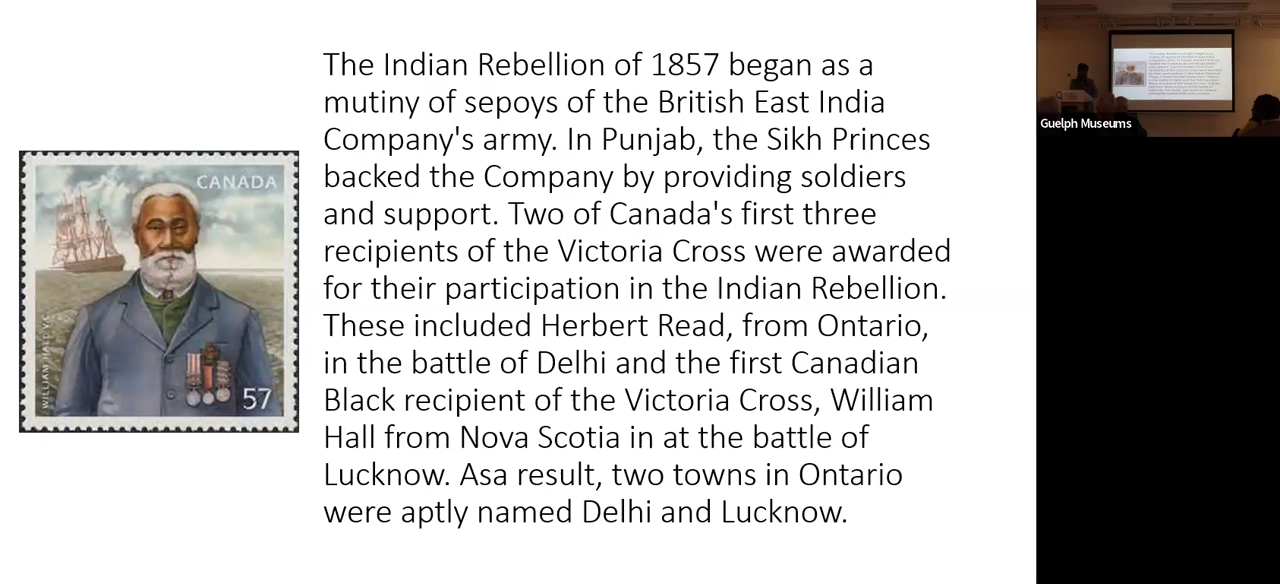 The Indian Rebellion of 1857 began as a
mutiny of sepoys of the British East India
Company's army. In Punjab, the Sikh Princes
backed the Company by providing soldiers
and support. Two of Canada's first three
recipients of the Victoria Cross were awarded
for their participation in the Indian Rebellion.
These included Herbert Read, from Ontario,
in the battle of Delhi and the first Canadian
Black recipient of the Victoria Cross, William
Hall from Nova Scotia in at the battle of
Lucknow. Asa result, two towns in Ontario
were aptly named Delhi and Lucknow.
CANADA
WILLIAM HALL, V.C.
57
Guelph Museums